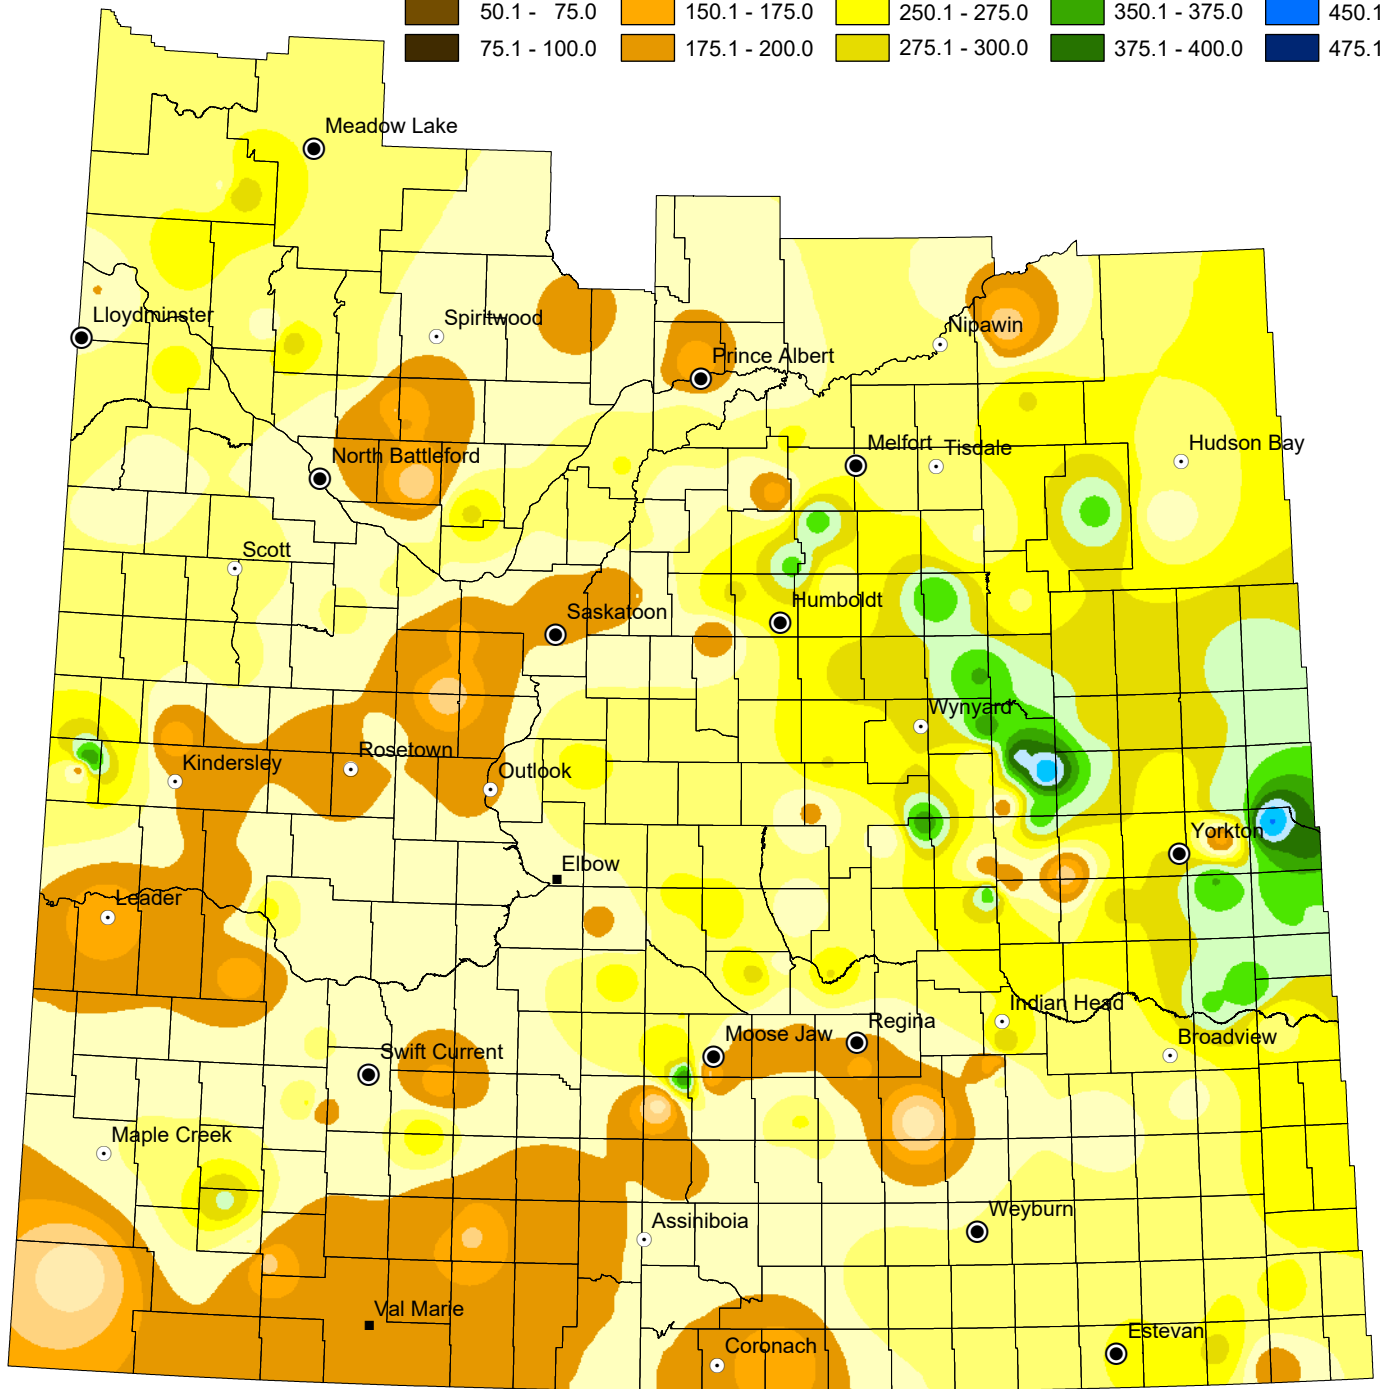 50.1 - 75.0 150.1 - 175.0 250.1 - 275.0 350.1 - 375.0 450.1
75.1 - 100.0 175.1 - 200.0 275.1 - 300.0 375.1 - 400.0 475.1
Meadow Lake
Lloydminster
Spiritwood
Nipawin
Prince Albert
North Battleford
Melfort
Tisdale
Hudson Bay
Scott
Saskatoon
Humboldt
Wynyard
Kindersley
Rosetown
Outlook
Yorkton
Elbow
Leader
Indian Head
Moose Jaw
Regina
Broadview
Swift Current
Maple Creek
Assiniboia
Weyburn
Val Marie
Coronach
Estevan